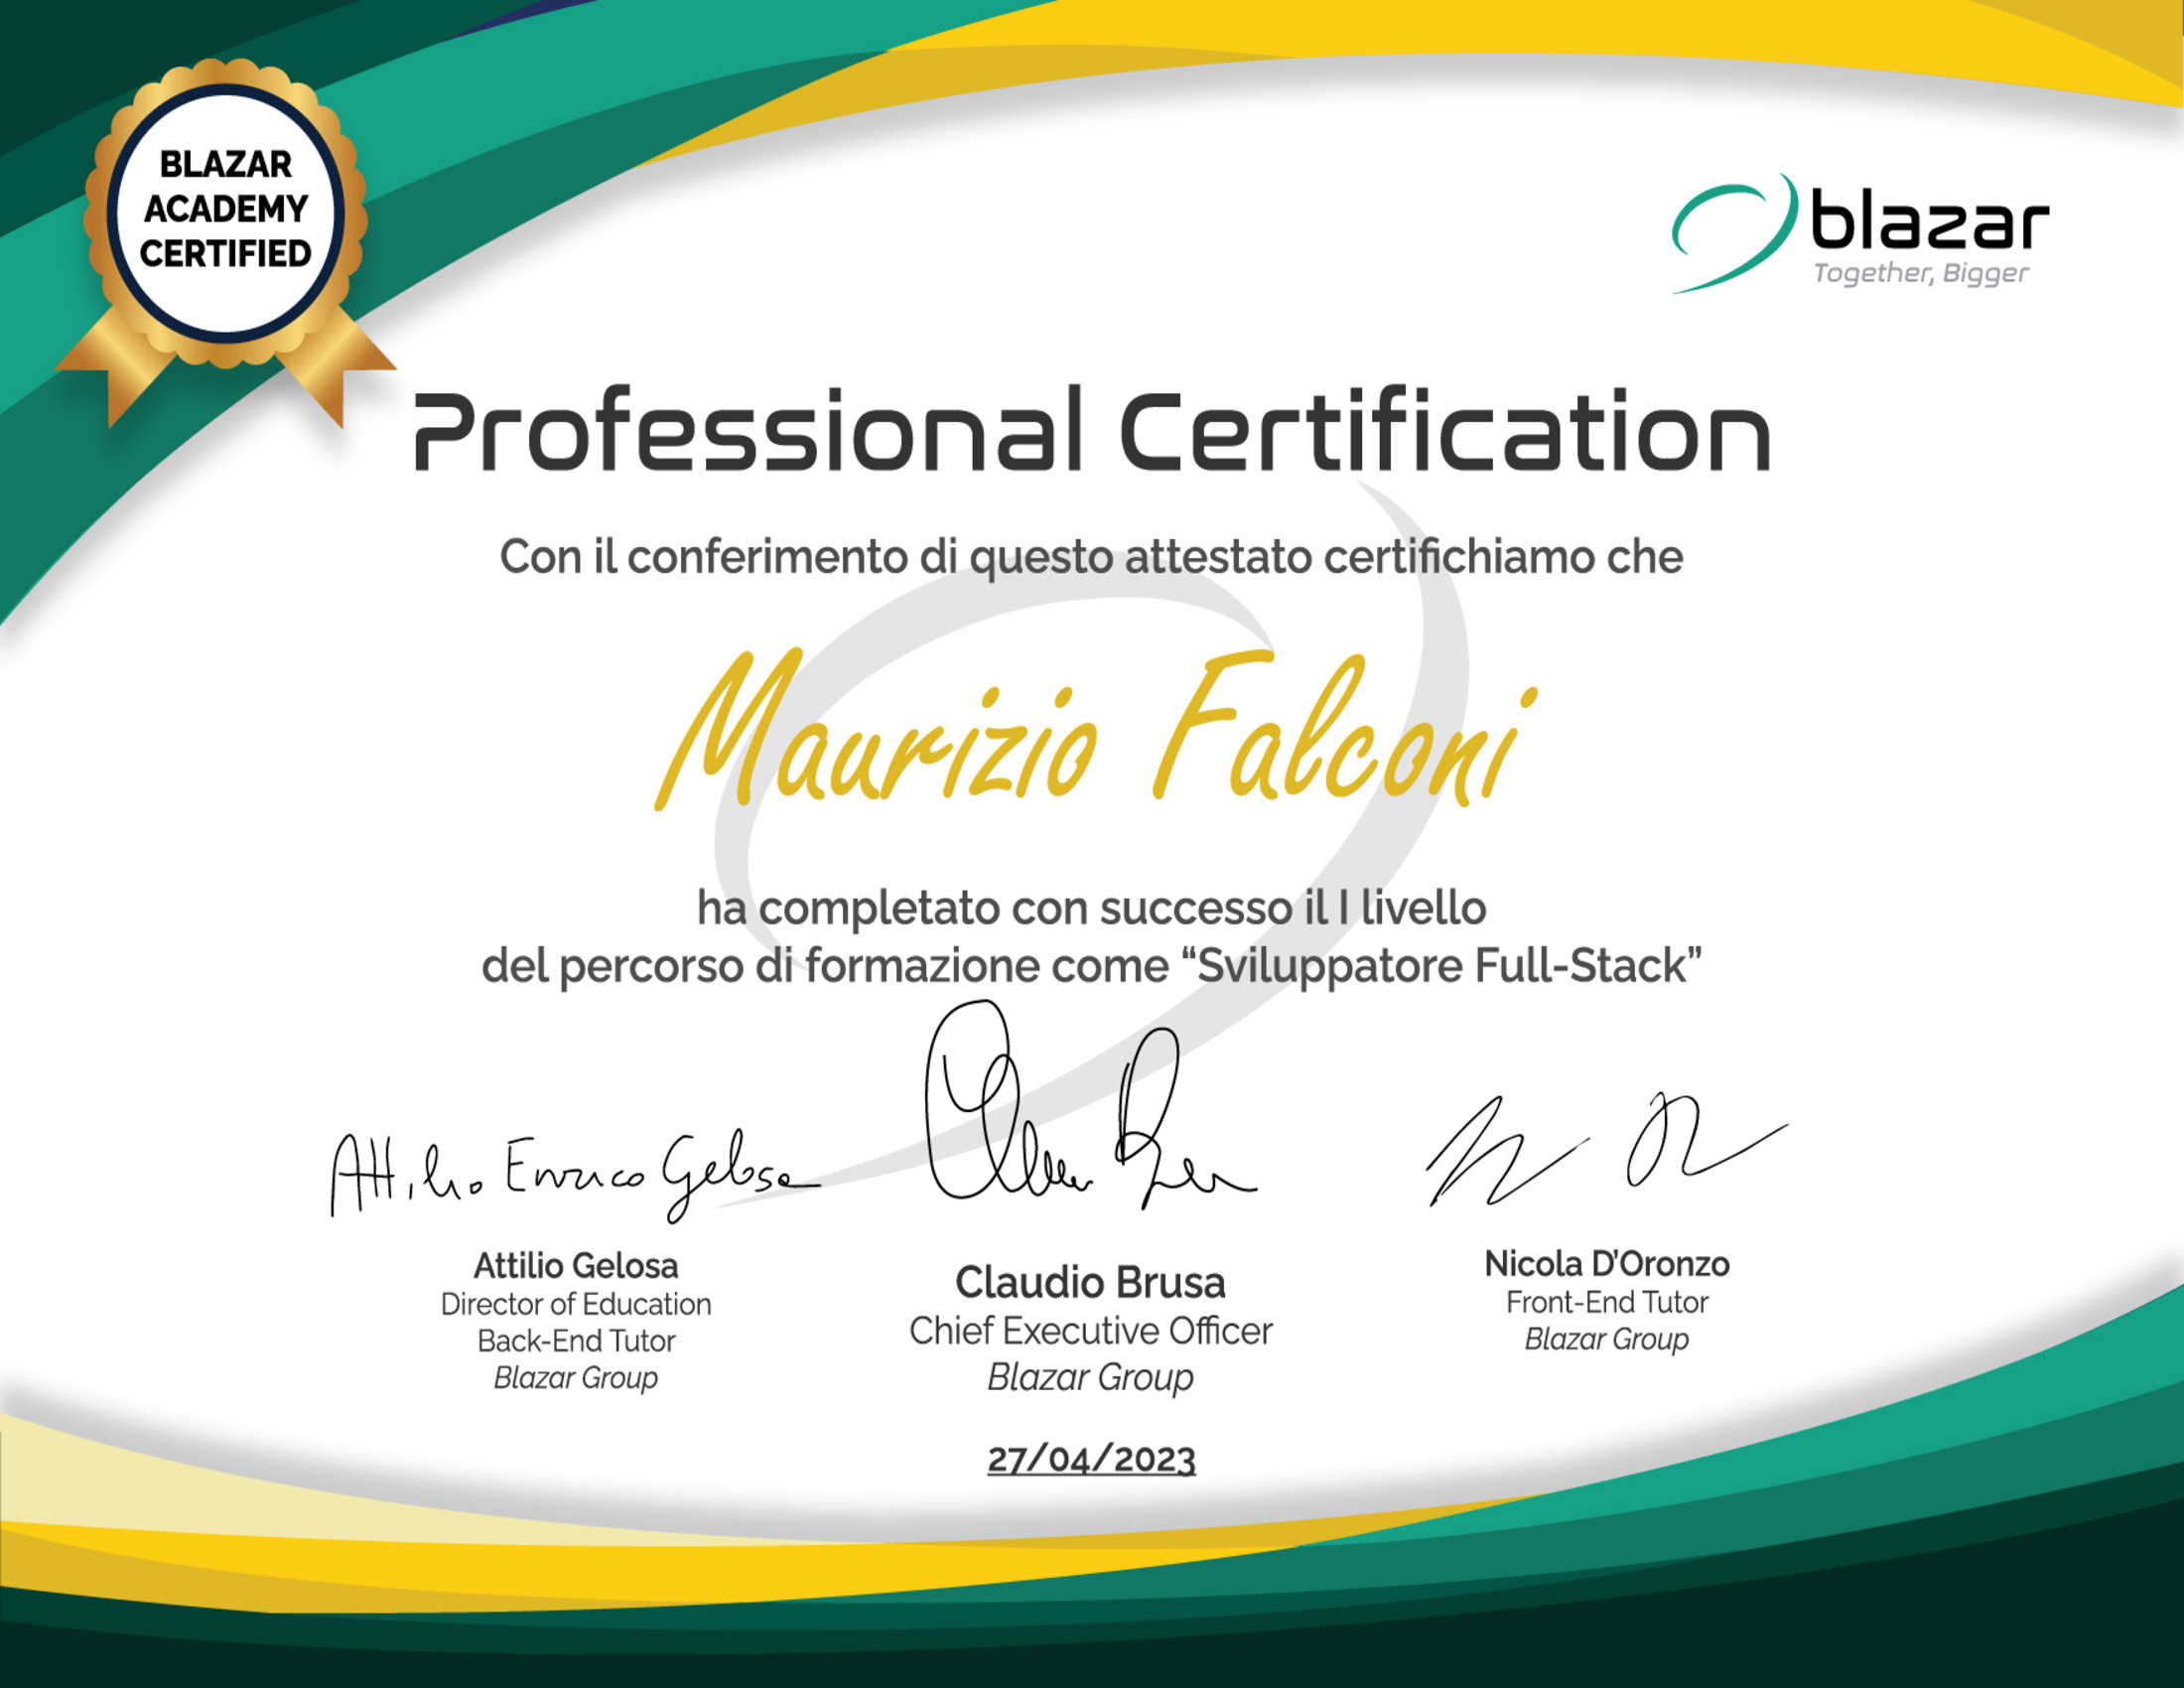 BLAZAR
ACADEMY
CERTIFIED
blazar
Together, Bigger
Professional Certification
Con il conferimento di questo attestato certifichiamo che
Maurizio Falconi
ha completato con successo il I livello
del percorso di formazione come “Sviluppatore Full-Stack”
Attilio Enrico Gelosa
Attilio Gelosa
Director of Education
Back-End Tutor
Blazar Group
Claudio Brusa
Chief Executive Officer
Blazar Group
Nicola D’Oronzo
Front-End Tutor
Blazar Group
27/04/2023